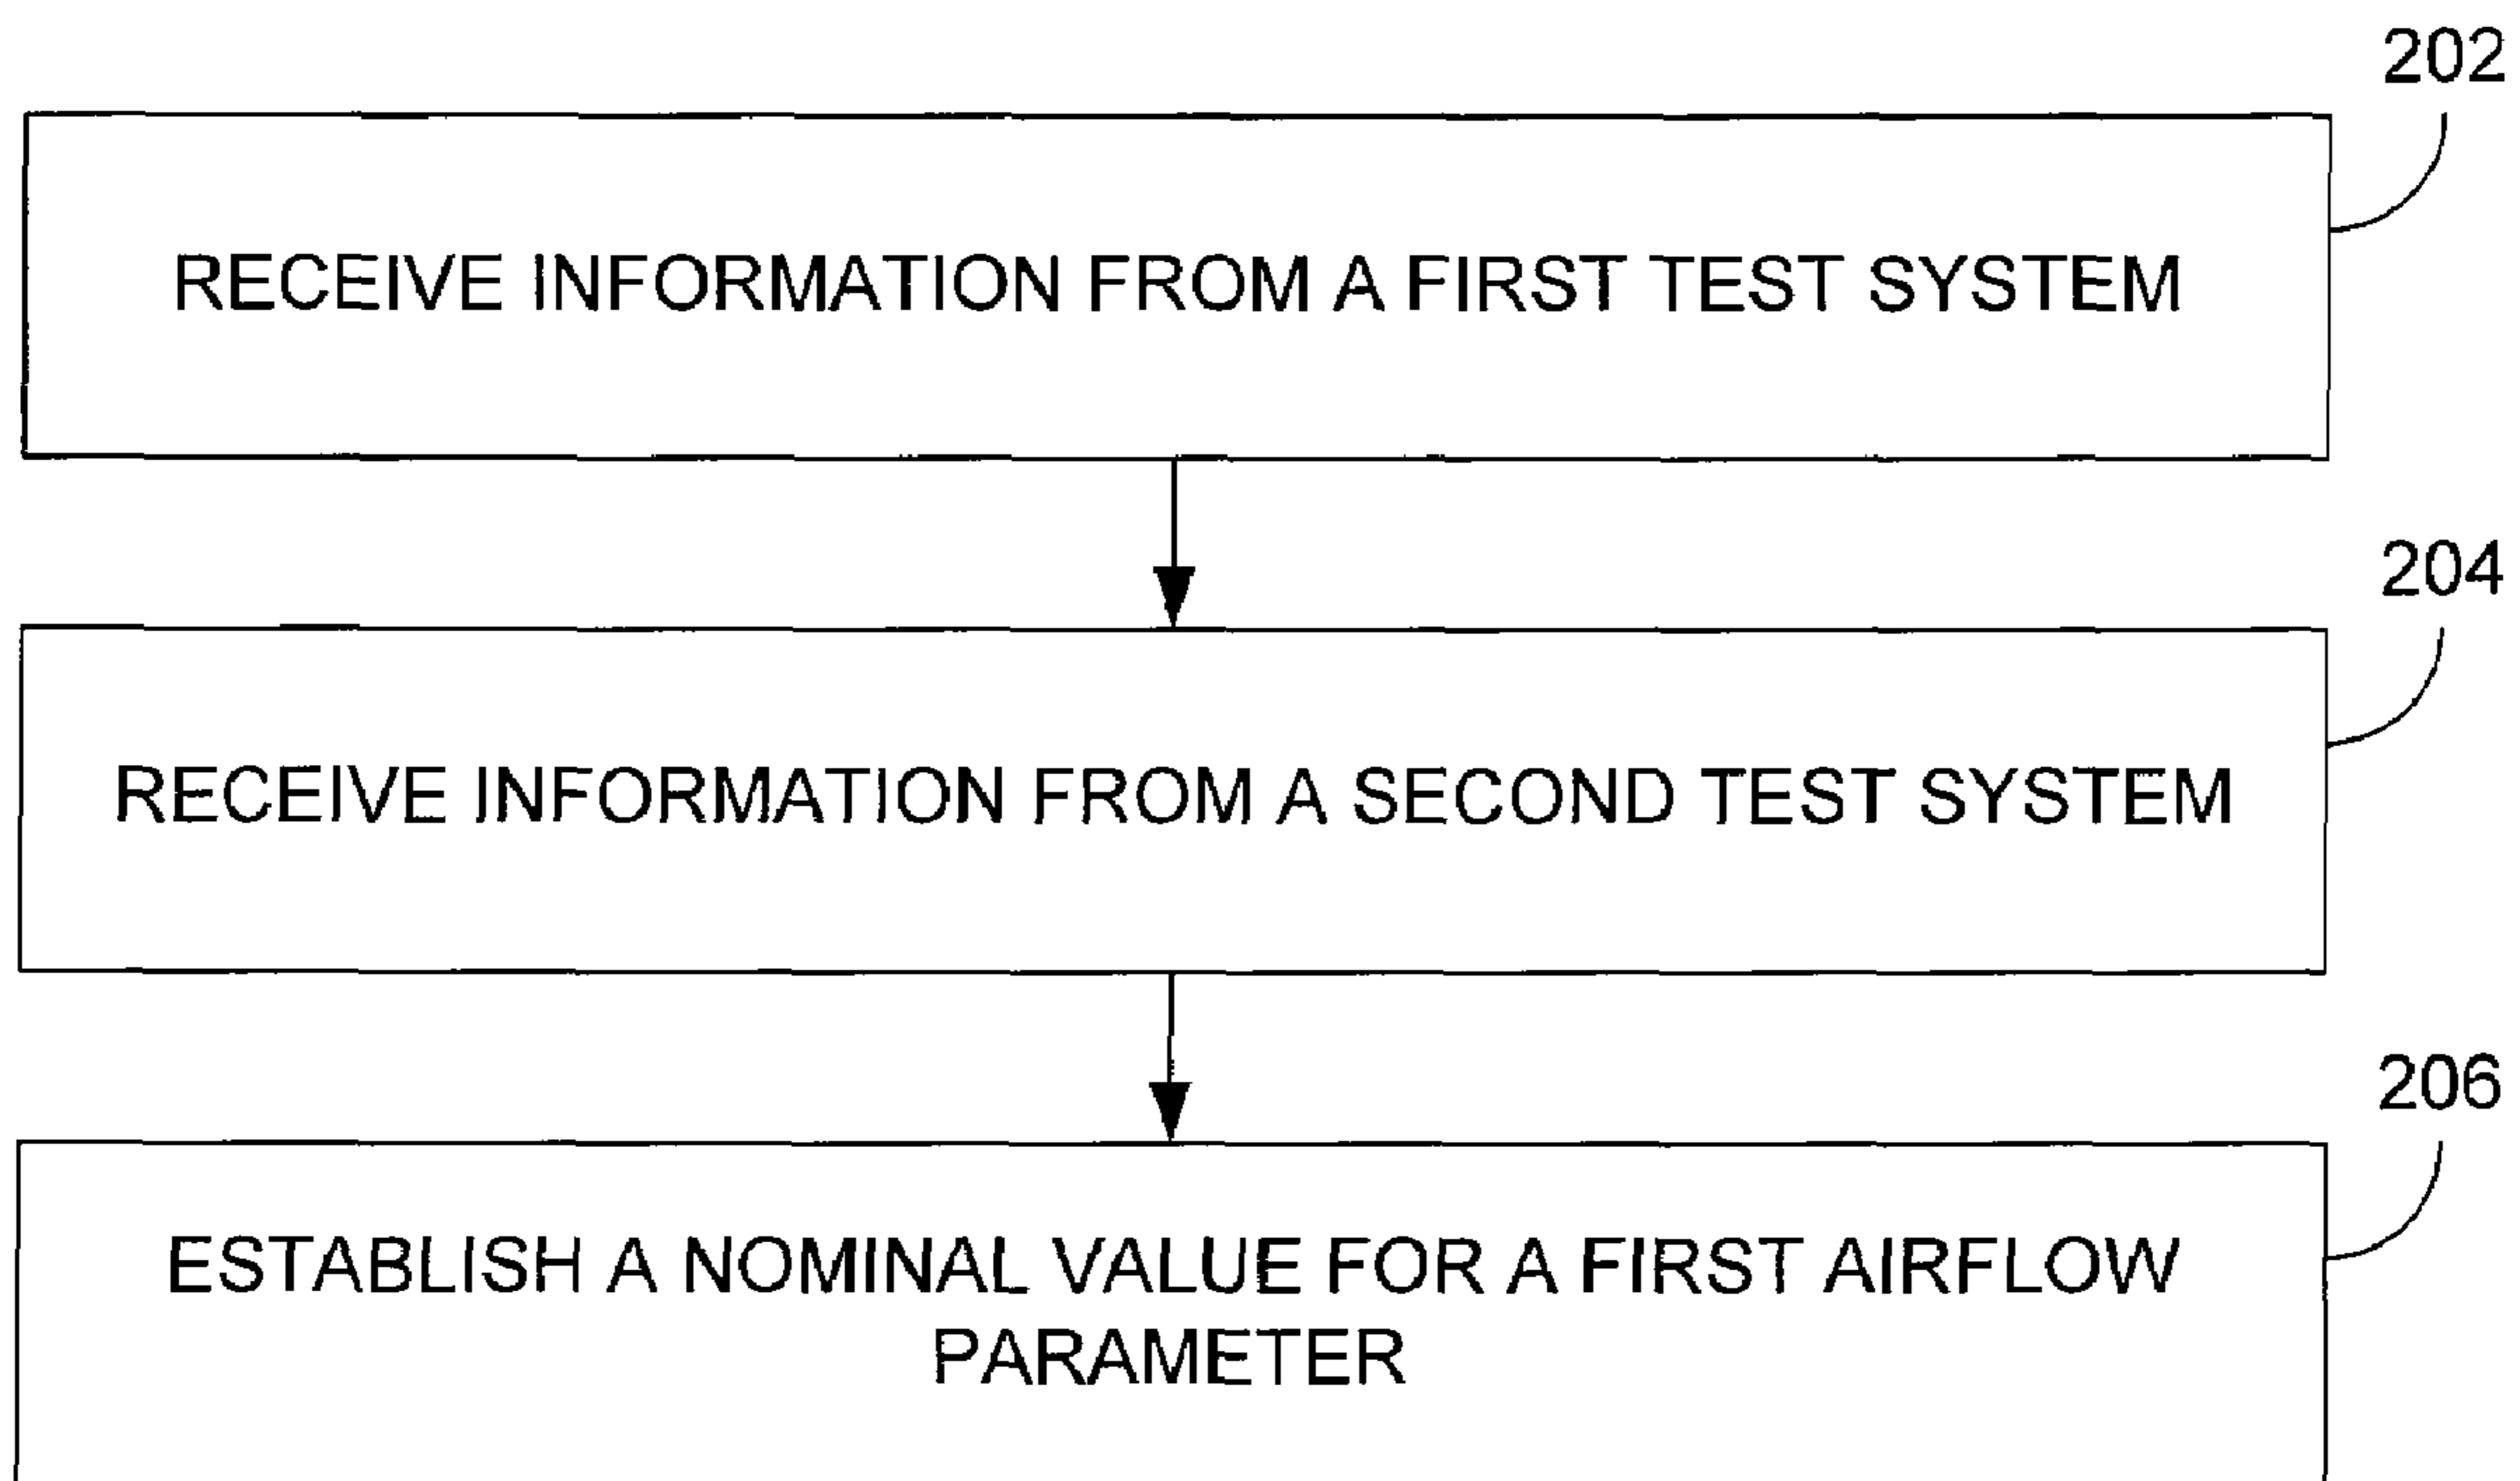 202
RECEIVE INFORMATION FROM A FIRST TEST SYSTEM
204
RECEIVE INFORMATION FROM A SECOND TEST SYSTEM
206
ESTABLISH A NOMINAL VALUE FOR A FIRST AIRFLOW
PARAMETER